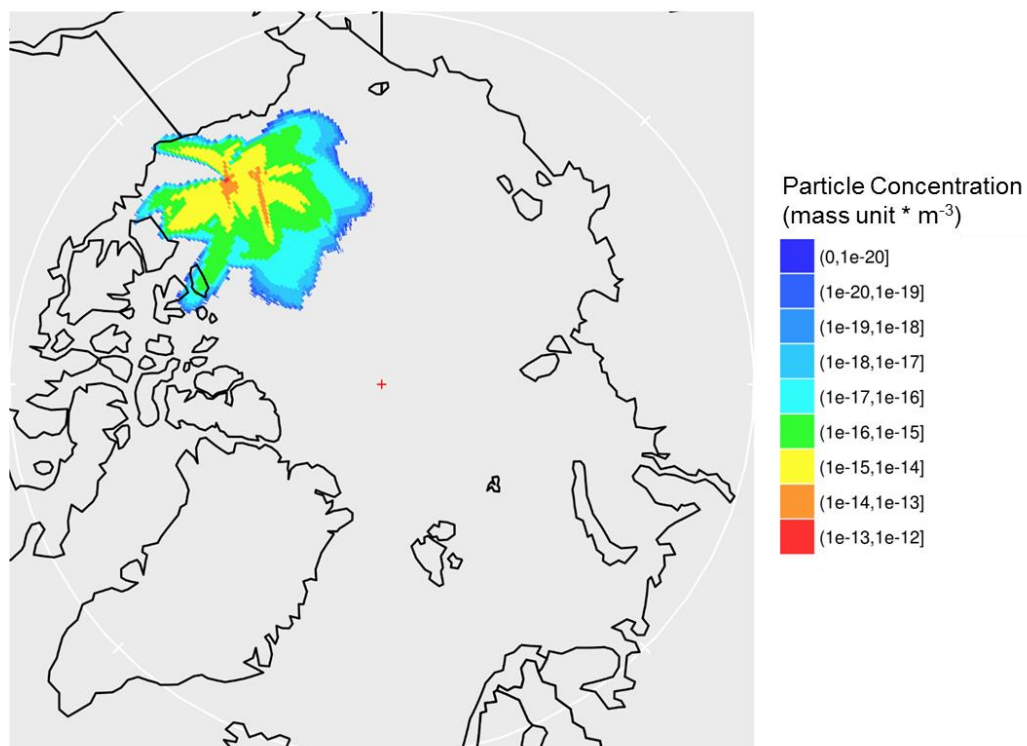 Particle Concentration
(mass unit * m⁻³)
(0,1e-20]
(1e-20,1e-19]
(1e-19,1e-18]
(1e-18,1e-17]
(1e-17,1e-16]
(1e-16,1e-15]
(1e-15,1e-14]
(1e-14,1e-13]
(1e-13,1e-12]